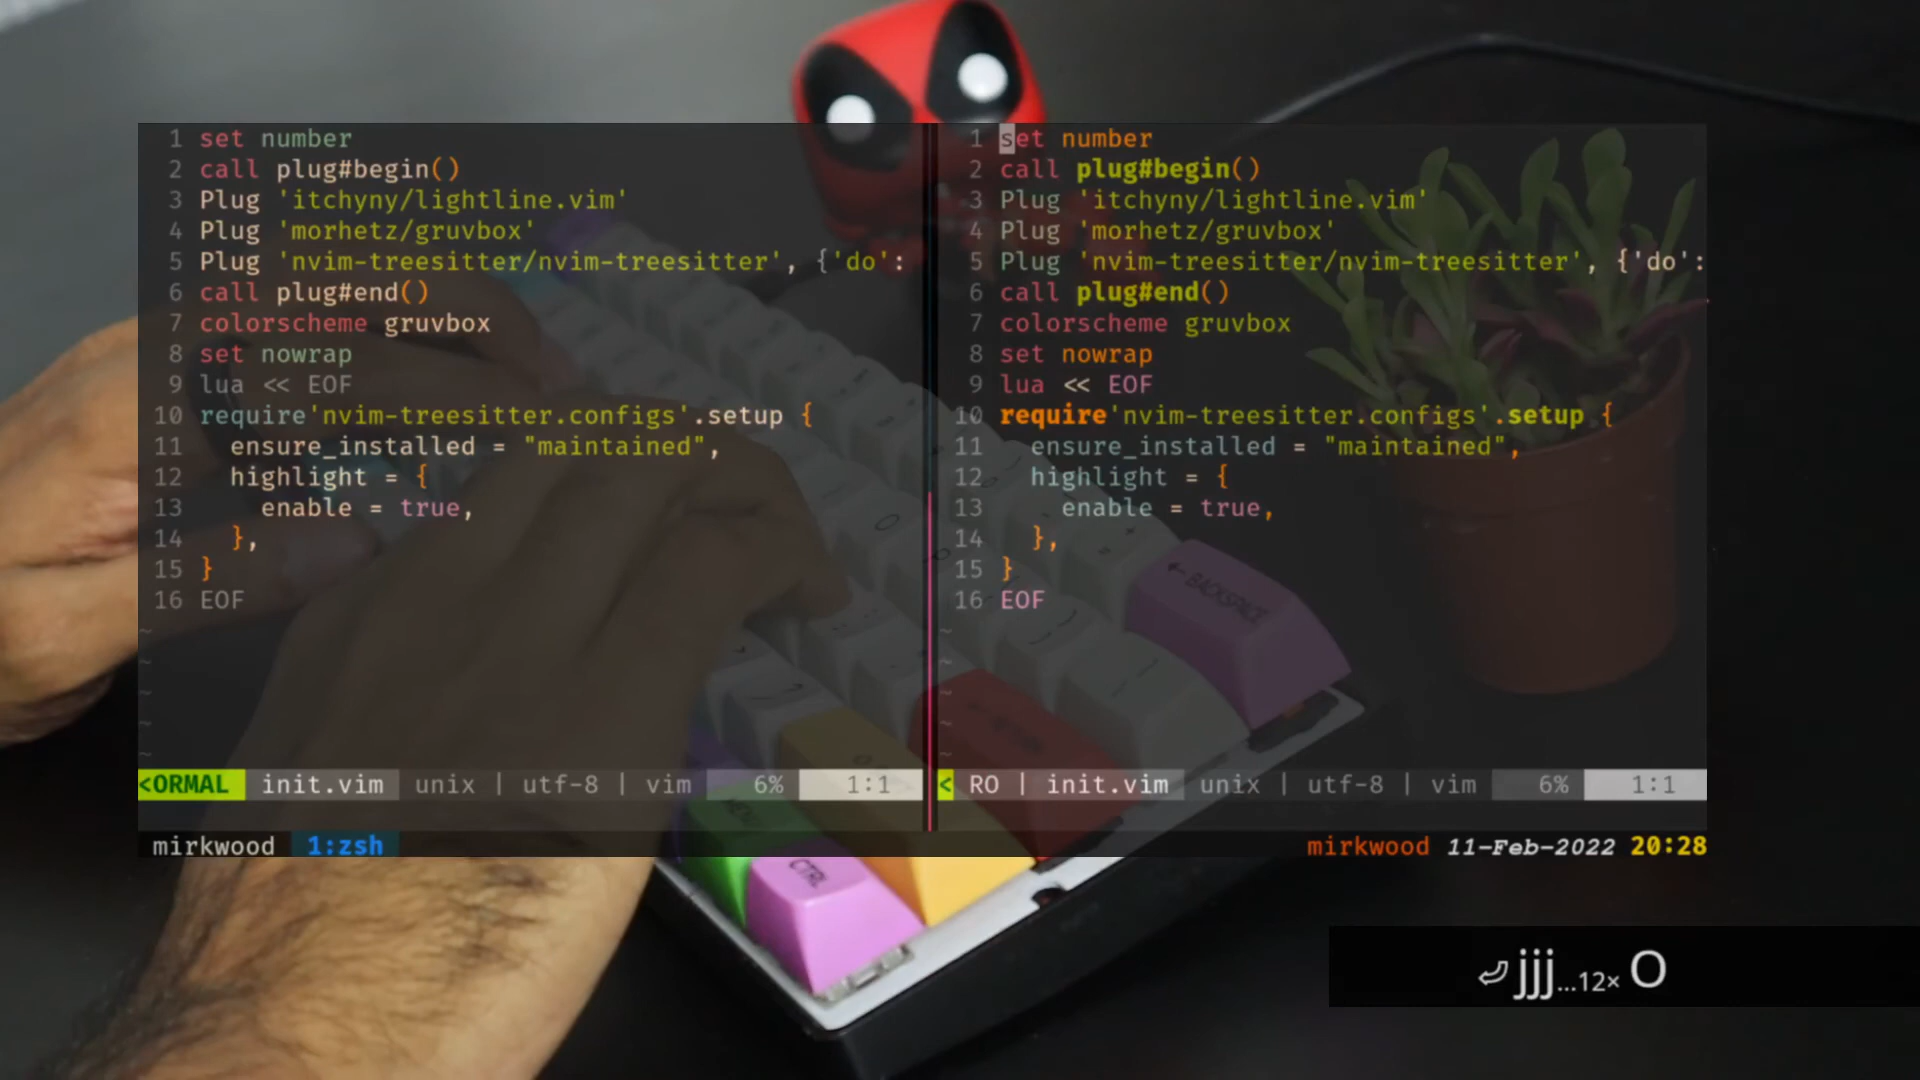 1 set number
2 call plug#begin()
3 Plug 'itchyny/lightline.vim'
4 Plug 'morhetz/gruvbox'
5 Plug 'nvim-treesitter/nvim-treesitter', {'do':
6 call plug#end()
7 colorscheme gruvbox
8 set nowrap
9 lua << EOF
10 require'nvim-treesitter.configs'.setup {
11   ensure_installed = "maintained",
12   highlight = {
13     enable = true,
14   },
15 }
16 EOF
~
~
~
~
~
<ORMAL init.vim unix | utf-8 | vim 6% 1:1
1 set number
2 call plug#begin()
3 Plug 'itchyny/lightline.vim'
4 Plug 'morhetz/gruvbox'
5 Plug 'nvim-treesitter/nvim-treesitter', {'do':
6 call plug#end()
7 colorscheme gruvbox
8 set nowrap
9 lua << EOF
10 require'nvim-treesitter.configs'.setup {
11   ensure_installed = "maintained",
12   highlight = {
13     enable = true,
14   },
15 }
16 EOF
~
~
~
~
~
< RO | init.vim unix | utf-8 | vim 6% 1:1
mirkwood 1:zsh
mirkwood 11-Feb-2022 20:28
← BACKSPACE
MENU
CTRL
⏎ jjj...12× O